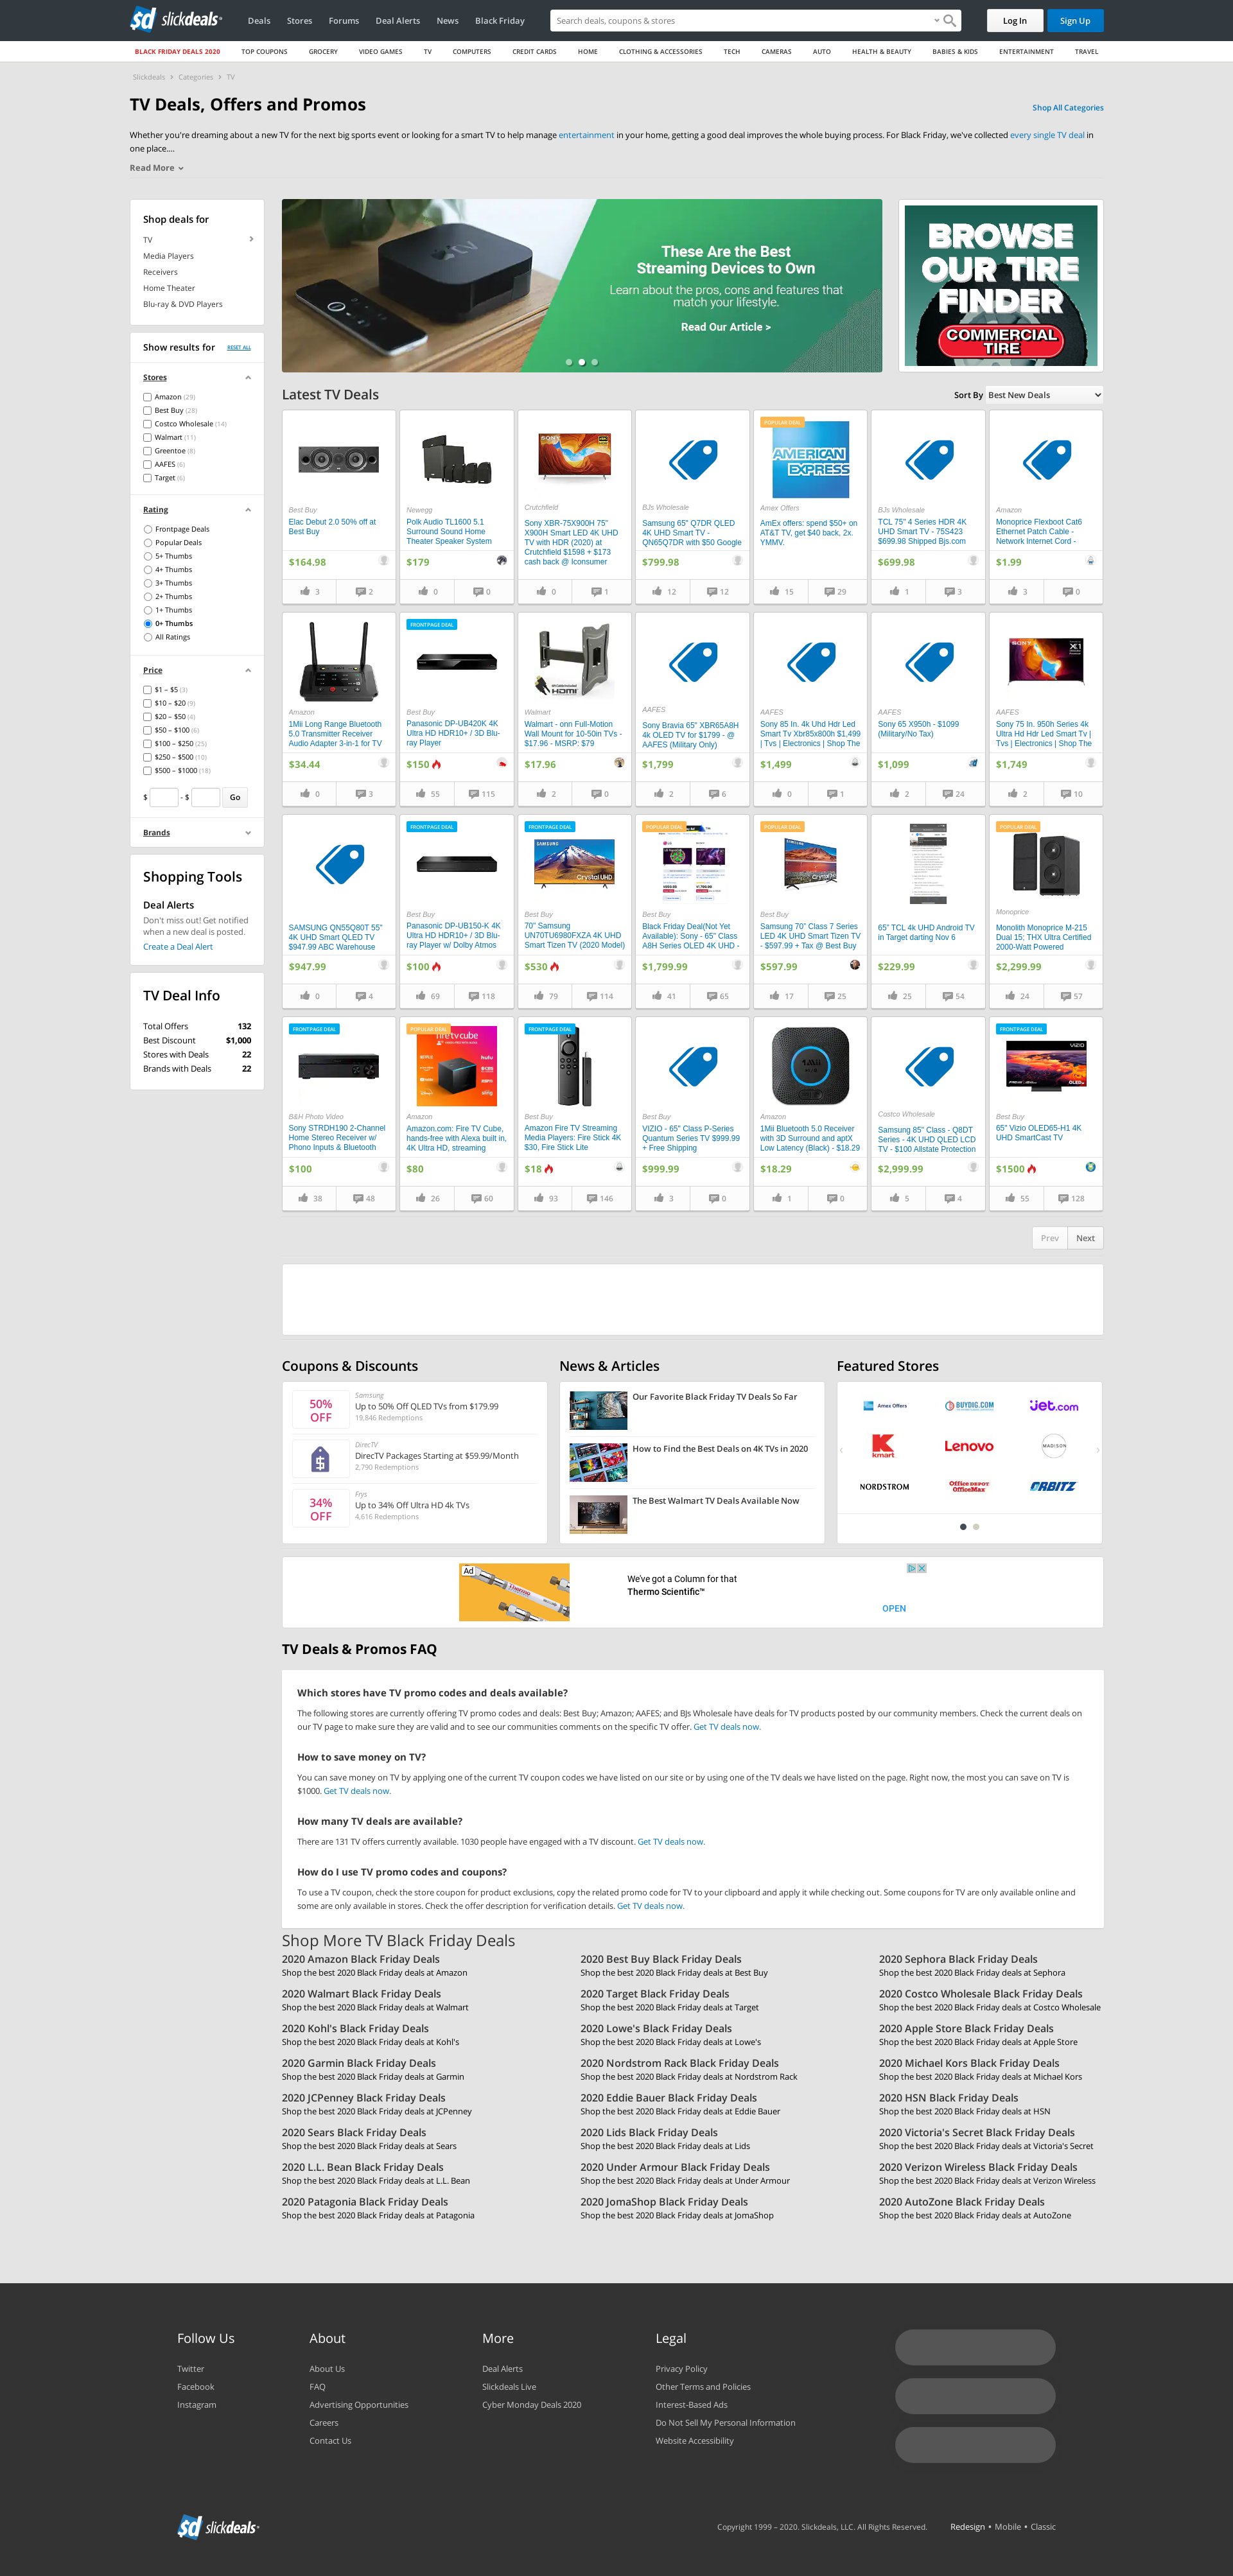 slickdeals
Deals Stores Forums Deal Alerts News Black Friday
Search deals, coupons & stores
Log In
Sign Up
BLACK FRIDAY DEALS 2020 TOP COUPONS GROCERY VIDEO GAMES TV COMPUTERS CREDIT CARDS HOME CLOTHING & ACCESSORIES TECH CAMERAS AUTO HEALTH & BEAUTY BABIES & KIDS ENTERTAINMENT TRAVEL
Slickdeals > Categories > TV
TV Deals, Offers and Promos
Shop All Categories
Whether you're dreaming about a new TV for the next big sports event or looking for a smart TV to help manage entertainment in your home, getting a good deal improves the whole buying process. For Black Friday, we've collected every single TV deal in
one place....
Read More
Shop deals for
TV
Media Players
Receivers
Home Theater
Blu-ray & DVD Players
Show results for
RESET ALL
Stores
Amazon (29)
Best Buy (28)
Costco Wholesale (14)
Walmart (11)
Greentoe (8)
AAFES (6)
Target (6)
Rating
Frontpage Deals
Popular Deals
5+ Thumbs
4+ Thumbs
3+ Thumbs
2+ Thumbs
1+ Thumbs
0+ Thumbs
All Ratings
Price
$1 – $5 (3)
$10 – $20 (9)
$20 – $50 (4)
$50 – $100 (6)
$100 – $250 (25)
$250 – $500 (10)
$500 – $1000 (18)
$ - $ Go
Brands
Shopping Tools
Deal Alerts
Don't miss out! Get notified
when a new deal is posted.
Create a Deal Alert
TV Deal Info
Total Offers 132
Best Discount $1,000
Stores with Deals 22
Brands with Deals 22
tv
These Are the Best
Streaming Devices to Own
Learn about the pros, cons and features that
match your lifestyle.
Read Our Article >
BROWSE
OUR TIRE
FINDER
COMMERCIAL
TIRE
Latest TV Deals
Sort By Best New Deals
Best Buy
Elac Debut 2.0 50% off at
Best Buy
$164.98
3 2
Newegg
Polk Audio TL1600 5.1
Surround Sound Home
Theater Speaker System
$179
0 0
SONY
Crutchfield
Sony XBR-75X900H 75"
X900H Smart LED 4K UHD
TV with HDR (2020) at
Crutchfield $1598 + $173
cash back @ Iconsumer
0 1
BJs Wholesale
Samsung 65" Q7DR QLED
4K UHD Smart TV -
QN65Q7DR with $50 Google
$799.98
12 12
POPULAR DEAL
AMERICAN
EXPRESS
Amex Offers
AmEx offers: spend $50+ on
AT&T TV, get $40 back, 2x.
YMMV.
15 29
BJs Wholesale
TCL 75" 4 Series HDR 4K
UHD Smart TV - 75S423
$699.98 Shipped Bjs.com
$699.98
1 3
Amazon
Monoprice Flexboot Cat6
Ethernet Patch Cable -
Network Internet Cord -
$1.99
3 0
Amazon
1Mii Long Range Bluetooth
5.0 Transmitter Receiver
Audio Adapter 3-in-1 for TV
$34.44
0 3
FRONTPAGE DEAL
Best Buy
Panasonic DP-UB420K 4K
Ultra HD HDR10+ / 3D Blu-
ray Player
$150
55 115
HDMI
Walmart
Walmart - onn Full-Motion
Wall Mount for 10-50in TVs -
$17.96 - MSRP: $79
$17.96
2 0
AAFES
Sony Bravia 65" XBR65A8H
4k OLED TV for $1799 - @
AAFES (Military Only)
$1,799
2 6
AAFES
Sony 85 In. 4k Uhd Hdr Led
Smart Tv Xbr85x800h $1,499
| Tvs | Electronics | Shop The
$1,499
0 1
AAFES
Sony 65 X950h - $1099
(Military/No Tax)
$1,099
2 24
SONY X1
AAFES
Sony 75 In. 950h Series 4k
Ultra Hd Hdr Led Smart Tv |
Tvs | Electronics | Shop The
$1,749
2 10
SAMSUNG QN55Q80T 55"
4K UHD Smart QLED TV
$947.99 ABC Warehouse
$947.99
0 4
FRONTPAGE DEAL
Best Buy
Panasonic DP-UB150-K 4K
Ultra HD HDR10+ / 3D Blu-
ray Player w/ Dolby Atmos
$100
69 118
FRONTPAGE DEAL
SAMSUNG
Crystal UHD
Best Buy
70" Samsung
UN70TU6980FXZA 4K UHD
Smart Tizen TV (2020 Model)
$530
79 114
POPULAR DEAL
Best Buy
Black Friday Deal(Not Yet
Available): Sony - 65" Class
A8H Series OLED 4K UHD -
$1,799.99
41 65
POPULAR DEAL
Crystal
Best Buy
Samsung 70" Class 7 Series
LED 4K UHD Smart Tizen TV
- $597.99 + Tax @ Best Buy
$597.99
17 25
65" TCL 4k UHD Android TV
in Target darting Nov 6
$229.99
25 54
POPULAR DEAL
Monoprice
Monolith Monoprice M-215
Dual 15; THX Ultra Certified
2000-Watt Powered
$2,299.99
24 57
FRONTPAGE DEAL
B&H Photo Video
Sony STRDH190 2-Channel
Home Stereo Receiver w/
Phono Inputs & Bluetooth
$100
38 48
POPULAR DEAL
fire tv cube
hulu
Amazon
Amazon.com: Fire TV Cube,
hands-free with Alexa built in,
4K Ultra HD, streaming
$80
26 60
FRONTPAGE DEAL
Best Buy
Amazon Fire TV Streaming
Media Players: Fire Stick 4K
$30, Fire Stick Lite
$18
93 146
Best Buy
VIZIO - 65" Class P-Series
Quantum Series TV $999.99
+ Free Shipping
$999.99
3 0
1Mii
Amazon
1Mii Bluetooth 5.0 Receiver
with 3D Surround and aptX
Low Latency (Black) - $18.29
$18.29
1 0
Costco Wholesale
Samsung 85" Class - Q8DT
Series - 4K UHD QLED LCD
TV - $100 Allstate Protection
$2,999.99
5 4
FRONTPAGE DEAL
VIZIO
OLED
Best Buy
65" Vizio OLED65-H1 4K
UHD SmartCast TV
$1500
55 128
Prev Next
Coupons & Discounts
50%
OFF
Samsung
Up to 50% Off QLED TVs from $179.99
19,846 Redemptions
DirecTV
DirecTV Packages Starting at $59.99/Month
2,790 Redemptions
34%
OFF
Frys
Up to 34% Off Ultra HD 4k TVs
4,616 Redemptions
News & Articles
Our Favorite Black Friday TV Deals So Far
How to Find the Best Deals on 4K TVs in 2020
The Best Walmart TV Deals Available Now
Featured Stores
Amex Offers BUYDIG.COM Jet.com
kmart Lenovo MADISON
NORDSTROM Office DEPOT OfficeMax ORBITZ
Ad
We've got a Column for that
Thermo Scientific™
OPEN
TV Deals & Promos FAQ
Which stores have TV promo codes and deals available?
The following stores are currently offering TV promo codes and deals: Best Buy; Amazon; AAFES; and BJs Wholesale have deals for TV products posted by our community members. Check the current deals on
our TV page to make sure they are valid and to see our communities comments on the specific TV offer. Get TV deals now.
How to save money on TV?
You can save money on TV by applying one of the current TV coupon codes we have listed on our site or by using one of the TV deals we have listed on the page. Right now, the most you can save on TV is
$1000. Get TV deals now.
How many TV deals are available?
There are 131 TV offers currently available. 1030 people have engaged with a TV discount. Get TV deals now.
How do I use TV promo codes and coupons?
To use a TV coupon, check the store coupon for product exclusions, copy the related promo code for TV to your clipboard and apply it while checking out. Some coupons for TV are only available online and
some are only available in stores. Check the offer description for verification details. Get TV deals now.
Shop More TV Black Friday Deals
2020 Amazon Black Friday Deals
Shop the best 2020 Black Friday deals at Amazon
2020 Best Buy Black Friday Deals
Shop the best 2020 Black Friday deals at Best Buy
2020 Sephora Black Friday Deals
Shop the best 2020 Black Friday deals at Sephora
2020 Walmart Black Friday Deals
Shop the best 2020 Black Friday deals at Walmart
2020 Target Black Friday Deals
Shop the best 2020 Black Friday deals at Target
2020 Costco Wholesale Black Friday Deals
Shop the best 2020 Black Friday deals at Costco Wholesale
2020 Kohl's Black Friday Deals
Shop the best 2020 Black Friday deals at Kohl's
2020 Lowe's Black Friday Deals
Shop the best 2020 Black Friday deals at Lowe's
2020 Apple Store Black Friday Deals
Shop the best 2020 Black Friday deals at Apple Store
2020 Garmin Black Friday Deals
Shop the best 2020 Black Friday deals at Garmin
2020 Nordstrom Rack Black Friday Deals
Shop the best 2020 Black Friday deals at Nordstrom Rack
2020 Michael Kors Black Friday Deals
Shop the best 2020 Black Friday deals at Michael Kors
2020 JCPenney Black Friday Deals
Shop the best 2020 Black Friday deals at JCPenney
2020 Eddie Bauer Black Friday Deals
Shop the best 2020 Black Friday deals at Eddie Bauer
2020 HSN Black Friday Deals
Shop the best 2020 Black Friday deals at HSN
2020 Sears Black Friday Deals
Shop the best 2020 Black Friday deals at Sears
2020 Lids Black Friday Deals
Shop the best 2020 Black Friday deals at Lids
2020 Victoria's Secret Black Friday Deals
Shop the best 2020 Black Friday deals at Victoria's Secret
2020 L.L. Bean Black Friday Deals
Shop the best 2020 Black Friday deals at L.L. Bean
2020 Under Armour Black Friday Deals
Shop the best 2020 Black Friday deals at Under Armour
2020 Verizon Wireless Black Friday Deals
Shop the best 2020 Black Friday deals at Verizon Wireless
2020 Patagonia Black Friday Deals
Shop the best 2020 Black Friday deals at Patagonia
2020 JomaShop Black Friday Deals
Shop the best 2020 Black Friday deals at JomaShop
2020 AutoZone Black Friday Deals
Shop the best 2020 Black Friday deals at AutoZone
Follow Us
Twitter
Facebook
Instagram
About
About Us
FAQ
Advertising Opportunities
Careers
Contact Us
More
Deal Alerts
Slickdeals Live
Cyber Monday Deals 2020
Legal
Privacy Policy
Other Terms and Policies
Interest-Based Ads
Do Not Sell My Personal Information
Website Accessibility
slickdeals
Copyright 1999 – 2020. Slickdeals, LLC. All Rights Reserved. Redesign • Mobile • Classic